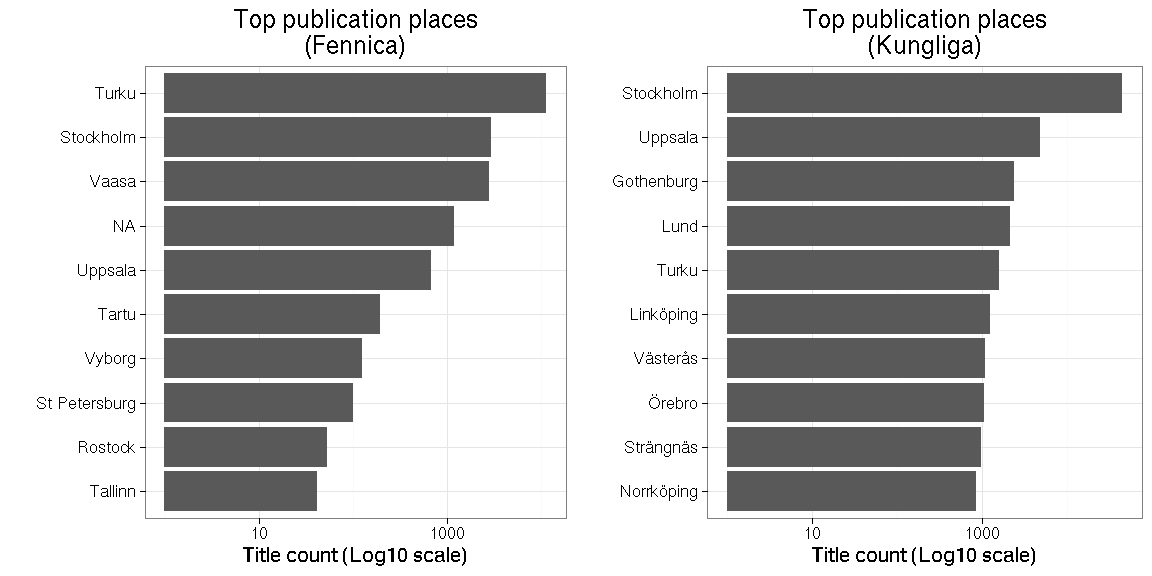 Top publication places
(Fennica)
Turku
Stockholm
Vaasa
NA
Uppsala
Tartu
Vyborg
St Petersburg
Rostock
Tallinn
10 1000
Title count (Log10 scale)
Top publication places
(Kungliga)
Stockholm
Uppsala
Gothenburg
Lund
Turku
Linköping
Västerås
Örebro
Strängnäs
Norrköping
10 1000
Title count (Log10 scale)